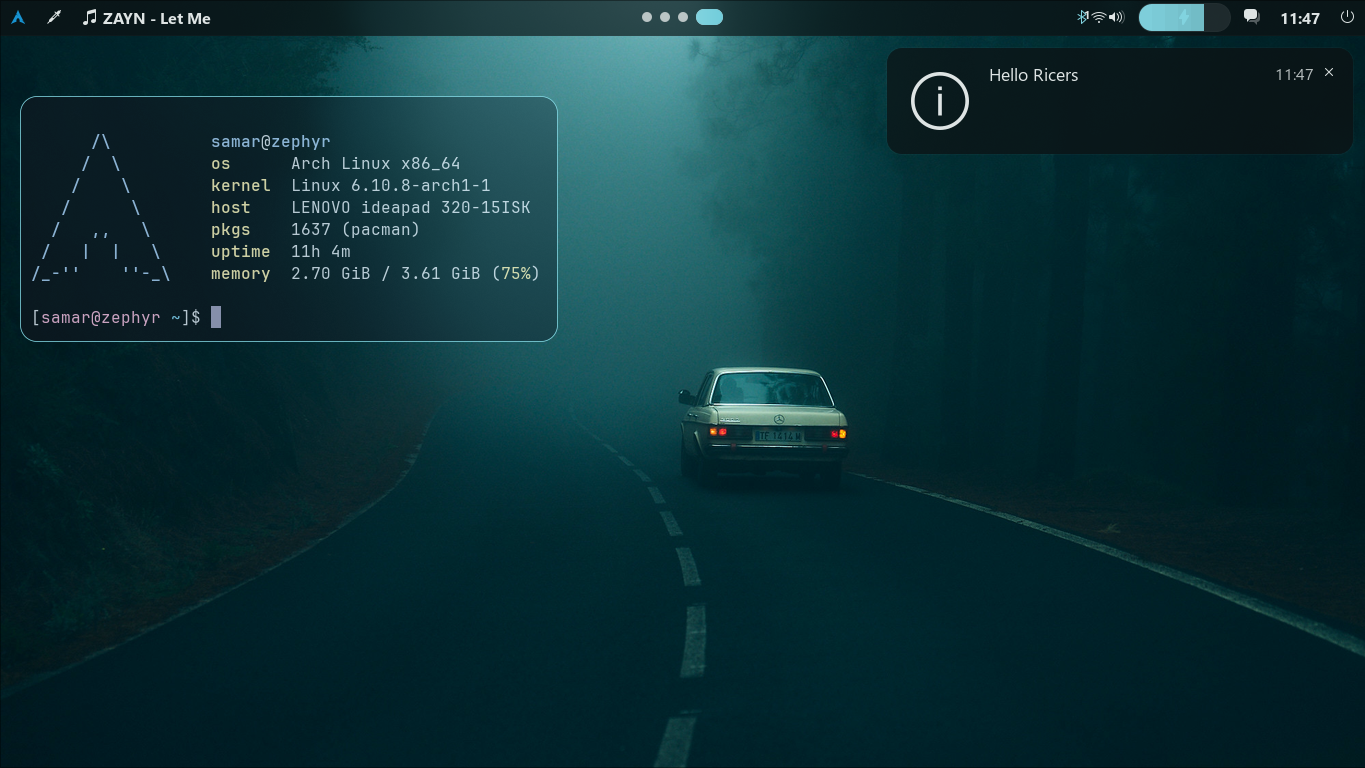 ZAYN - Let Me
11:47
Hello Ricers
11:47
samar@zephyr
os Arch Linux x86_64
kernel Linux 6.10.8-arch1-1
host LENOVO ideapad 320-15ISK
pkgs 1637 (pacman)
uptime 11h 4m
memory 2.70 GiB / 3.61 GiB (75%)
[samar@zephyr ~]$